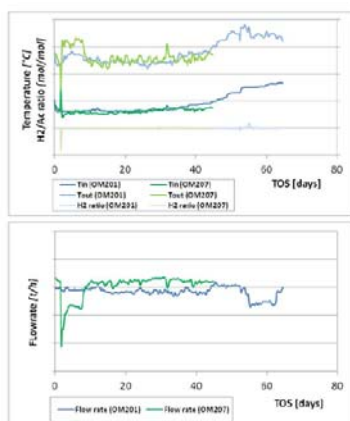 Temperature [°C]
H2/Ac ratio [mol/mol]
0 20 40 60 80
TOS [days]
Tin (OM201) Tin (OM207)
Tout (OM201) Tout (OM207)
H2 ratio (OM201) H2 ratio (OM207)
FLowrate [t/h]
0 20 40 60 80
TOS [days]
Flow rate (OM201) Flow rate (OM207)